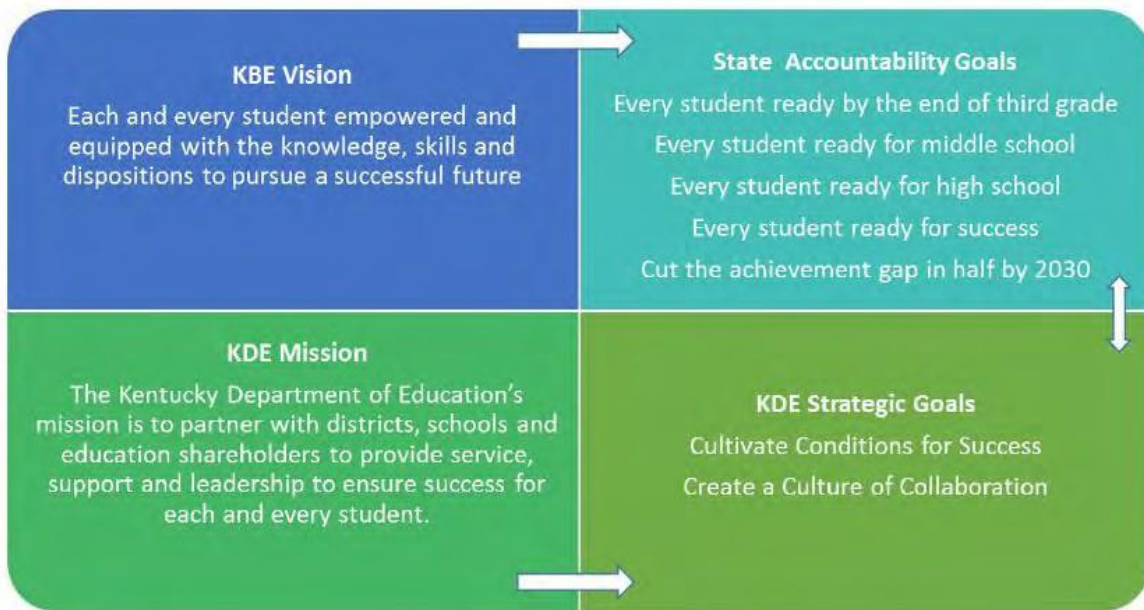 KBE Vision
Each and every student empowered and
equipped with the knowledge, skills and
dispositions to pursue a successful future
State Accountability Goals
Every student ready by the end of third grade
Every student ready for middle school
Every student ready for high school
Every student ready for success
Cut the achievement gap in half by 2030
KDE Mission
The Kentucky Department of Education’s
mission is to partner with districts, schools and
education shareholders to provide service,
support and leadership to ensure success for
each and every student.
KDE Strategic Goals
Cultivate Conditions for Success
Create a Culture of Collaboration